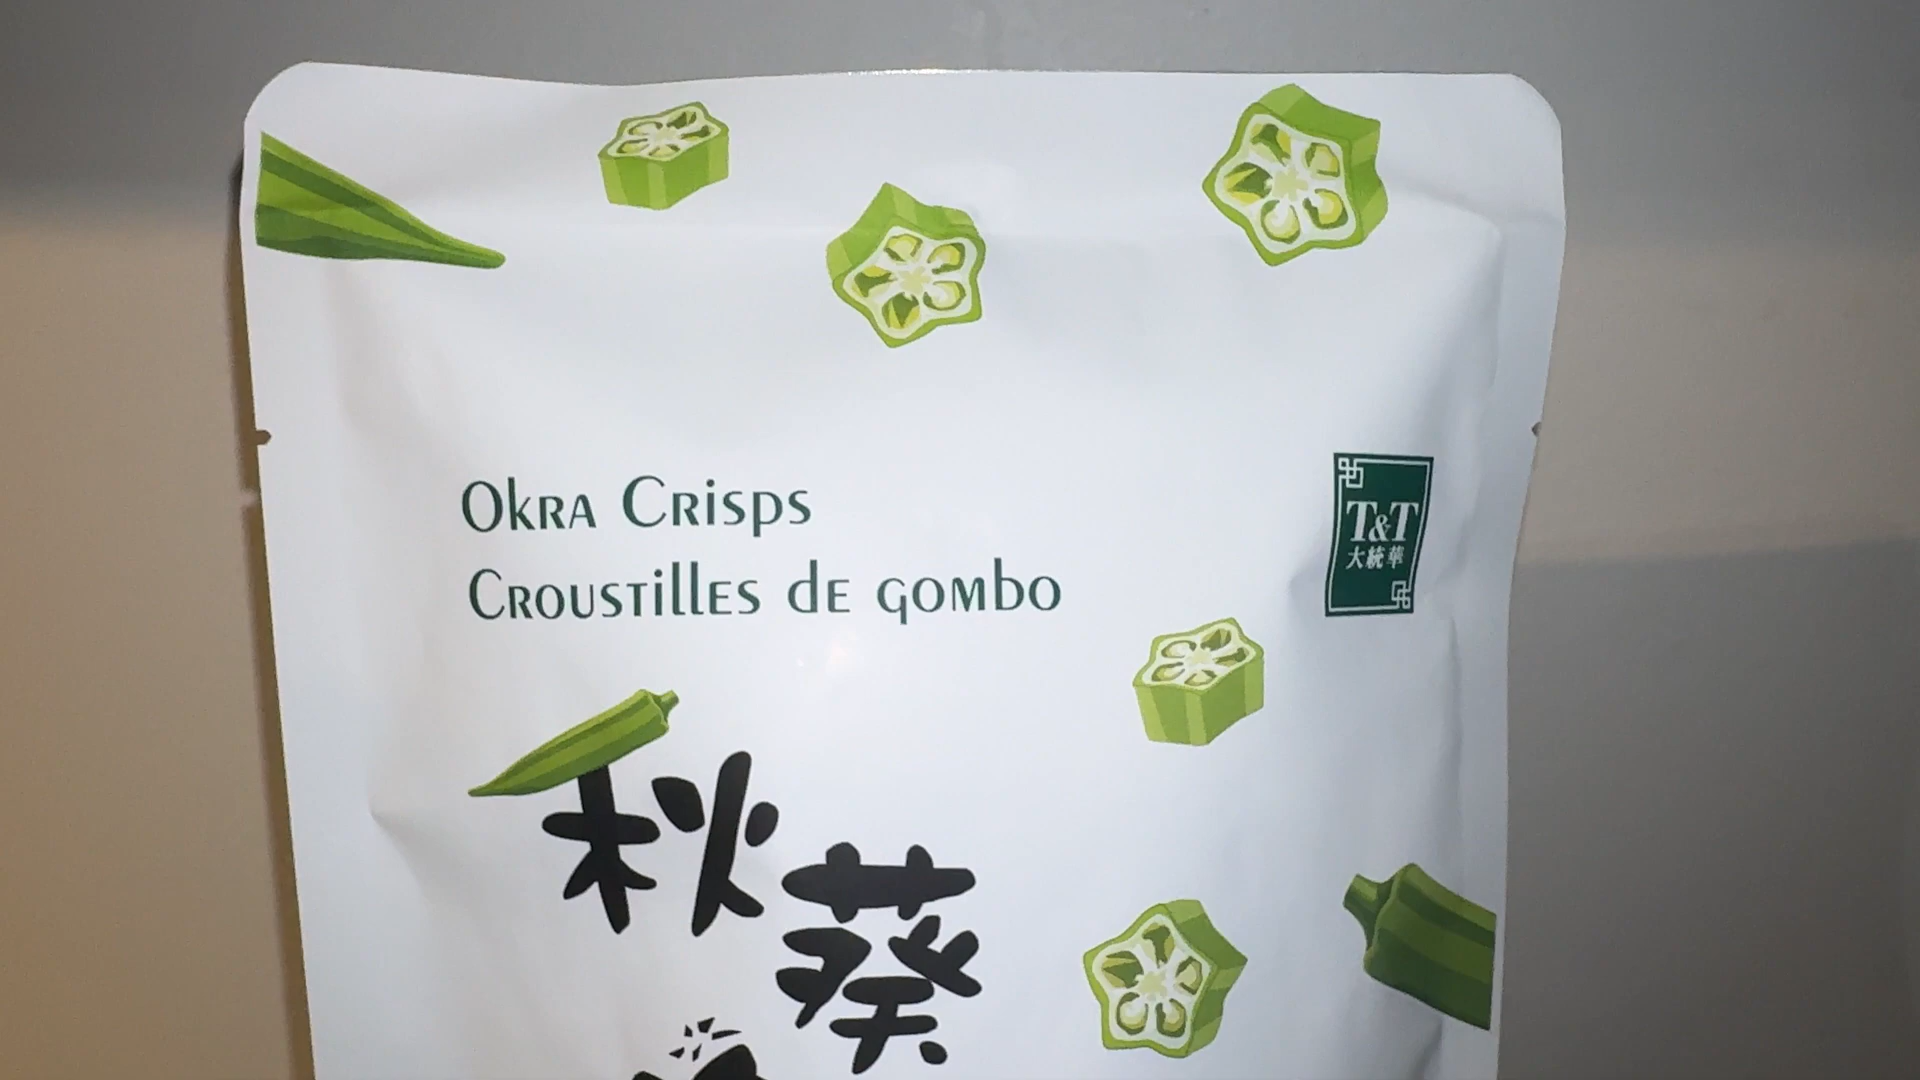 Okra Crisps
Croustilles de gombo
T&T
大統華
秋
葵